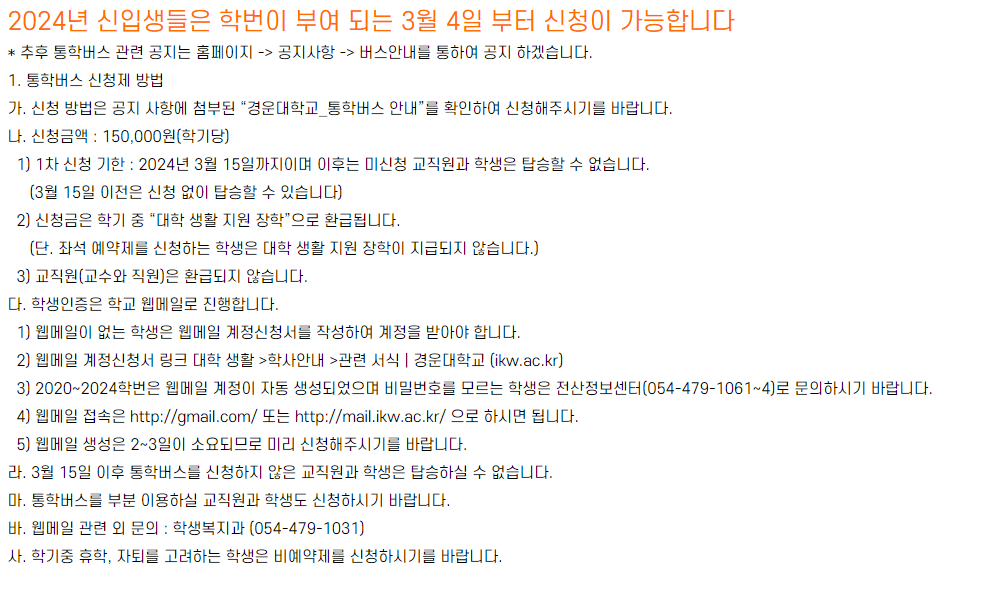 2024년 신입생들은 학번이 부여 되는 3월 4일 부터 신청이 가능합니다
* 추후 통학버스 관련 공지는 홈페이지 -> 공지사항 -> 버스안내를 통하여 공지 하겠습니다.
1. 통학버스 신청제 방법
가. 신청 방법은 공지 사항에 첨부된 “경운대학교_통학버스 안내”를 확인하여 신청해주시기를 바랍니다.
나. 신청금액 : 150,000원(학기당)
1) 1차 신청 기한 : 2024년 3월 15일까지이며 이후는 미신청 교직원과 학생은 탑승할 수 없습니다.
(3월 15일 이전은 신청 없이 탑승할 수 있습니다)
2) 신청금은 학기 중 “대학 생활 지원 장학”으로 환급됩니다.
(단. 좌석 예약제를 신청하는 학생은 대학 생활 지원 장학이 지급되지 않습니다.)
3) 교직원(교수와 직원)은 환급되지 않습니다.
다. 학생인증은 학교 웹메일로 진행합니다.
1) 웹메일이 없는 학생은 웹메일 계정신청서를 작성하여 계정을 받아야 합니다.
2) 웹메일 계정신청서 링크 대학 생활 >학사안내 >관련 서식 | 경운대학교 (ikw.ac.kr)
3) 2020~2024학번은 웹메일 계정이 자동 생성되었으며 비밀번호를 모르는 학생은 전산정보센터(054-479-1061~4)로 문의하시기 바랍니다.
4) 웹메일 접속은 http://gmail.com/ 또는 http://mail.ikw.ac.kr/ 으로 하시면 됩니다.
5) 웹메일 생성은 2~3일이 소요되므로 미리 신청해주시기를 바랍니다.
라. 3월 15일 이후 통학버스를 신청하지 않은 교직원과 학생은 탑승하실 수 없습니다.
마. 통학버스를 부분 이용하실 교직원과 학생도 신청하시기 바랍니다.
바. 웹메일 관련 외 문의 : 학생복지과 (054-479-1031)
사. 학기중 휴학, 자퇴를 고려하는 학생은 비예약제를 신청하시기를 바랍니다.